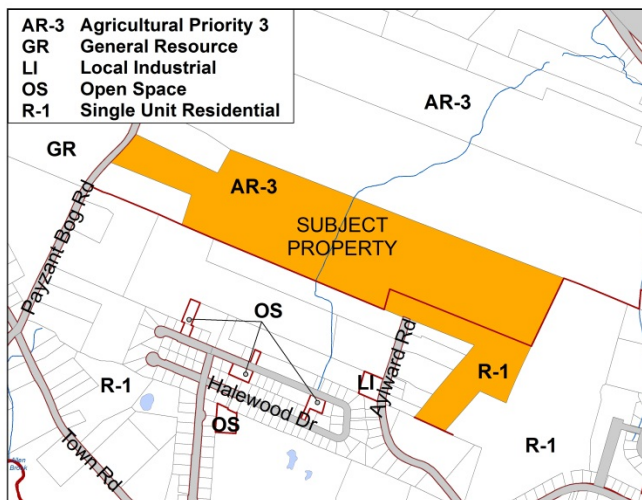 AR-3 Agricultural Priority 3
GR General Resource
LI Local Industrial
OS Open Space
R-1 Single Unit Residential
AR-3
GR
AR-3
SUBJECT
PROPERTY
Payzant Bog Rd
OS
Aylward Rd
R-1
LI
R-1
Halewood Dr
OS
R-1
Town Rd
Allen
Brook